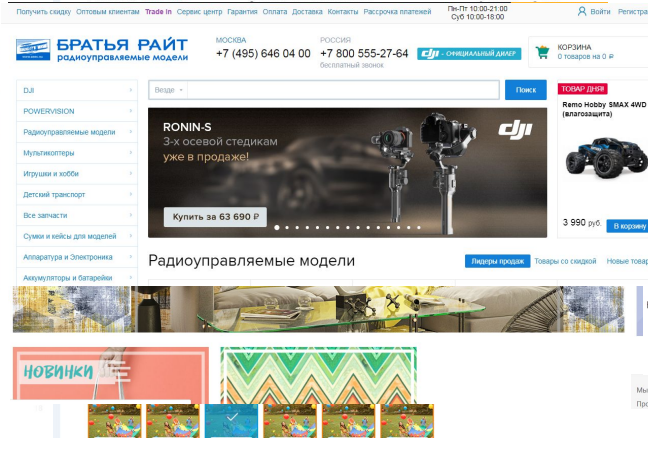 Получить скидку Оптовым клиентам Trade In Сервис центр Гарантия Оплата Доставка Контакты Рассрочка платежей
Пн-Пт 10:00-21:00
Суб 10:00-18:00
Войти
БРАТЬЯ РАЙТ
радиоуправляемые модели
МОСКВА
+7 (495) 646 04 00
РОССИЯ
+7 800 555-27-64
бесплатный звонок
dji - ОФИЦИАЛЬНЫЙ ДИЛЕР
КОРЗИНА
0 товаров на 0 ₽
DJI
POWERVISION
Радиоуправляемые модели
Мультикоптеры
Игрушки и хобби
Детский транспорт
Все запчасти
Сумки и кейсы для моделей
Аппаратура и Электроника
Аккумуляторы и батарейки
Везде
Поиск
RONIN-S
3-х осевой стедикам
уже в продаже!
dji
Купить за 63 690 ₽
ТОВАР ДНЯ!
Remo Hobby SMAX 4WD
(влагозащита)
3 990 руб.
В корзину
Радиоуправляемые модели
Лидеры продаж
Товары со скидкой
Новые
НОВИНКИ